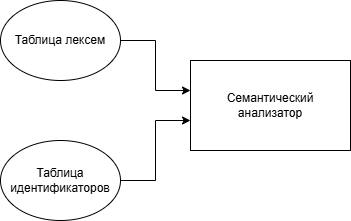 Таблица лексем
Семантический
анализатор
Таблица
идентификаторов